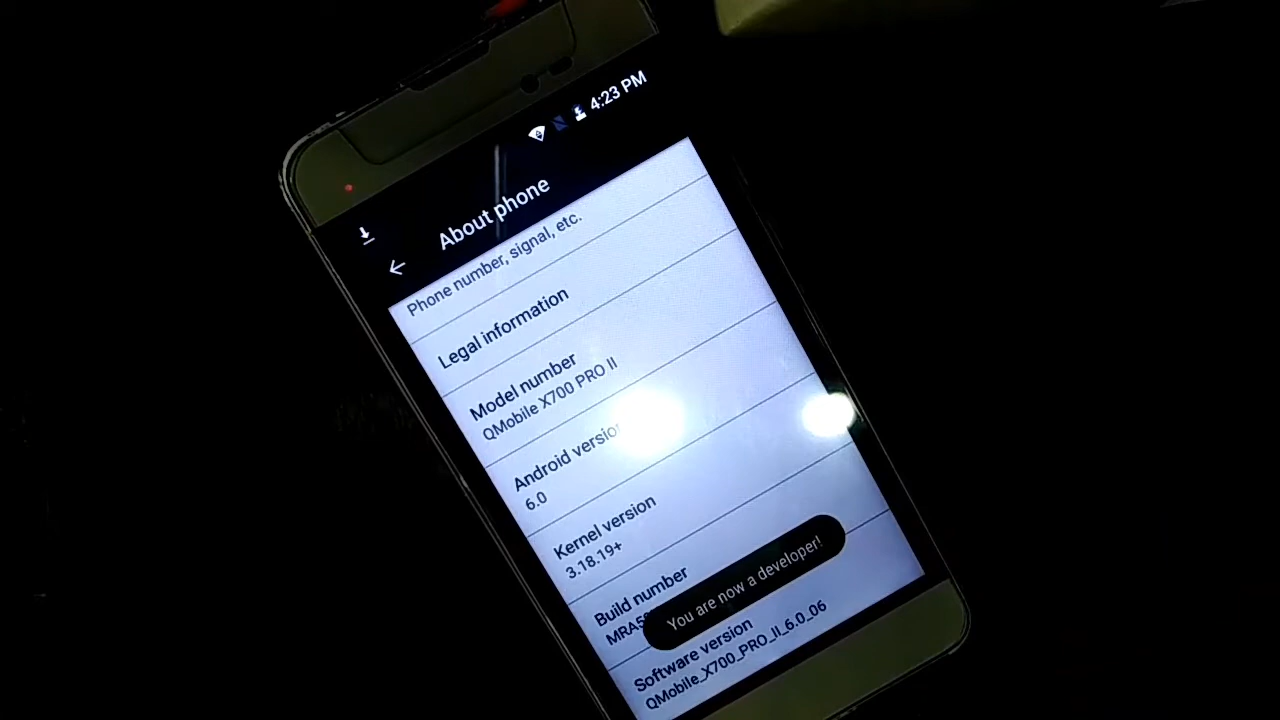 4:23 PM
About phone
Phone number, signal, etc.
Legal information
Model number
QMobile X700 PRO II
Android versio
6.0
Kernel version
3.18.19+
Build number
MRA5
You are now a developer!
Software version
QMobile_X700_PRO_II_6.0_06